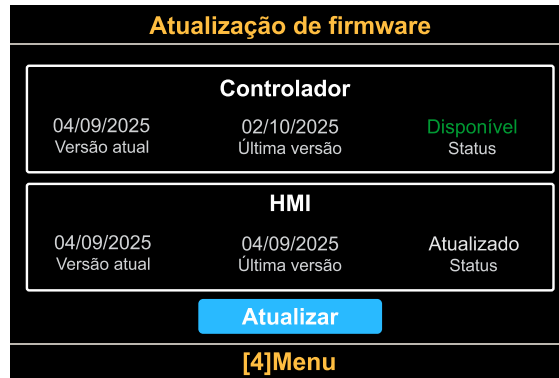 Atualização de firmware
Controlador
04/09/2025 02/10/2025 Disponível
Versão atual Última versão Status
HMI
04/09/2025 04/09/2025 Atualizado
Versão atual Última versão Status
Atualizar
[4]Menu